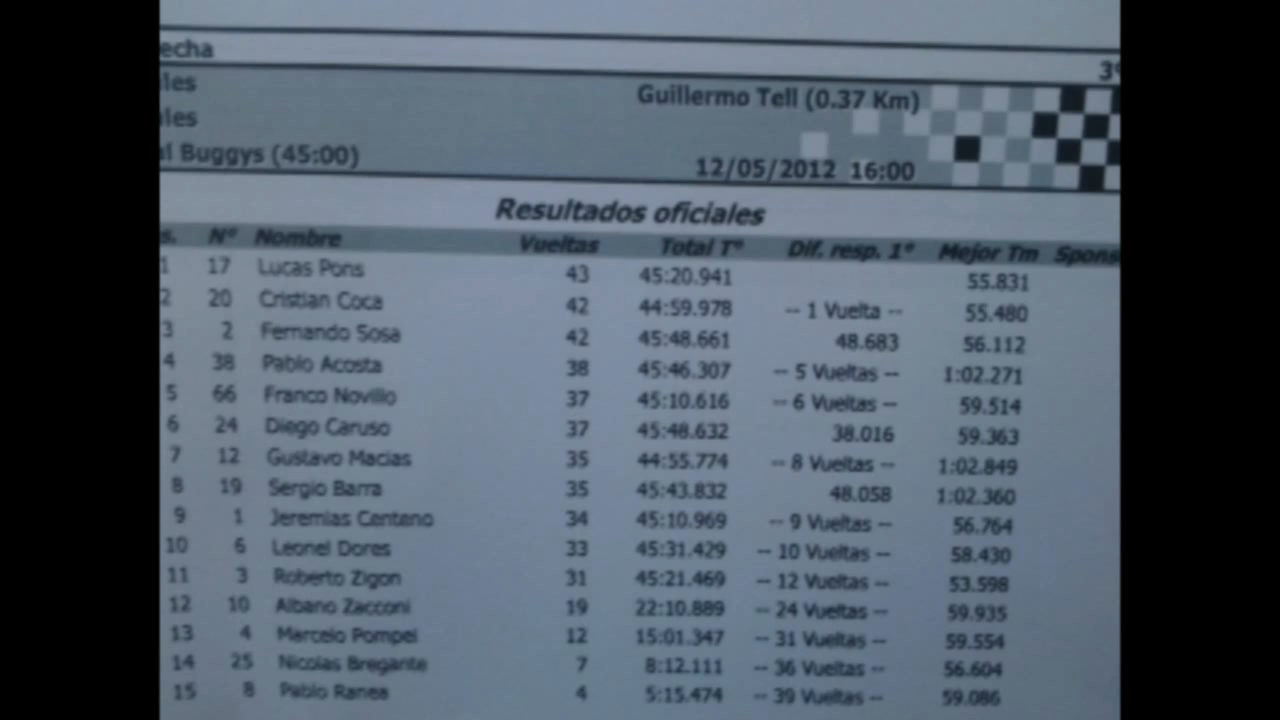 echa 3º
ales
ales Guillermo Tell (0.37 Km)
al Buggys (45:00) 12/05/2012 16:00
Resultados oficiales
s. Nº Nombre Vueltas Total Tº Dif. resp. 1º Mejor Tm Spons
1 17 Lucas Pons 43 45:20.941 55.831
2 20 Cristian Coca 42 44:59.978 -- 1 Vuelta -- 55.480
3 2 Fernando Sosa 42 45:48.661 48.683 56.112
4 38 Pablo Acosta 38 45:46.307 -- 5 Vueltas -- 1:02.271
5 66 Franco Novillo 37 45:10.616 -- 6 Vueltas -- 59.514
6 24 Diego Caruso 37 45:48.632 38.016 59.363
7 12 Gustavo Macias 35 44:55.774 -- 8 Vueltas -- 1:02.849
8 19 Sergio Barra 35 45:43.832 48.058 1:02.360
9 1 Jeremias Centeno 34 45:10.969 -- 9 Vueltas -- 56.764
10 6 Leonel Dores 33 45:31.429 -- 10 Vueltas -- 58.430
11 3 Roberto Zigon 31 45:21.469 -- 12 Vueltas -- 53.598
12 10 Albano Zacconi 19 22:10.889 -- 24 Vueltas -- 59.935
13 4 Marcelo Pompei 12 15:01.347 -- 31 Vueltas -- 59.554
14 25 Nicolas Bregante 7 8:12.111 -- 36 Vueltas -- 56.604
15 8 Pablo Ranea 4 5:15.474 -- 39 Vueltas -- 59.086